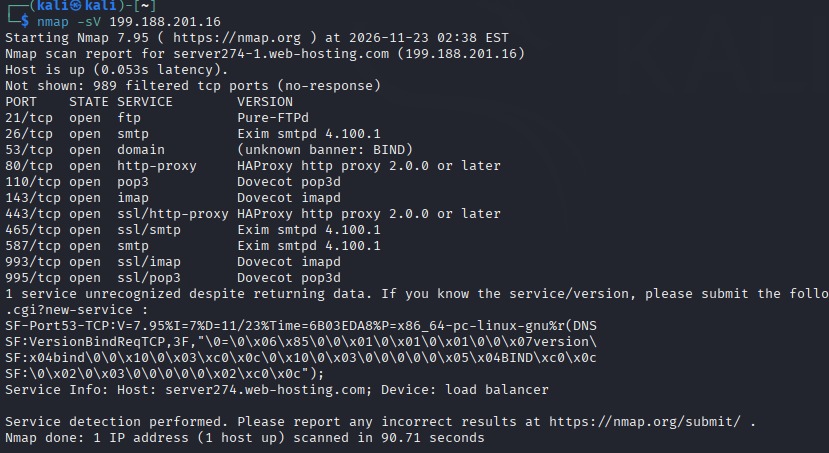 ┌──(kali㉿kali)-[~]
└─$ nmap -sV 199.188.201.16
Starting Nmap 7.95 ( https://nmap.org ) at 2026-11-23 02:38 EST
Nmap scan report for server274-1.web-hosting.com (199.188.201.16)
Host is up (0.053s latency).
Not shown: 989 filtered tcp ports (no-response)
PORT    STATE SERVICE        VERSION
21/tcp  open  ftp            Pure-FTPd
26/tcp  open  smtp           Exim smtpd 4.100.1
53/tcp  open  domain         (unknown banner: BIND)
80/tcp  open  http-proxy     HAProxy http proxy 2.0.0 or later
110/tcp open  pop3           Dovecot pop3d
143/tcp open  imap           Dovecot imapd
443/tcp open  ssl/http-proxy HAProxy http proxy 2.0.0 or later
465/tcp open  ssl/smtp       Exim smtpd 4.100.1
587/tcp open  smtp           Exim smtpd 4.100.1
993/tcp open  ssl/imap       Dovecot imapd
995/tcp open  ssl/pop3       Dovecot pop3d
1 service unrecognized despite returning data. If you know the service/version, please submit the follo
.cgi?new-service :
SF-Port53-TCP:V=7.95%I=7%D=11/23%Time=6B03EDA8%P=x86_64-pc-linux-gnu%r(DNS
SF:VersionBindReqTCP,3F,"\0=\0\x06\x85\0\0\x01\0\x01\0\x01\0\0\x07version\
SF:x04bind\0\0\x10\0\x03\xc0\x0c\0\x10\0\x03\0\0\0\0\0\x05\x04BIND\xc0\x0c
SF:\0\x02\0\x03\0\0\0\0\0\x02\xc0\x0c");
Service Info: Host: server274.web-hosting.com; Device: load balancer

Service detection performed. Please report any incorrect results at https://nmap.org/submit/ .
Nmap done: 1 IP address (1 host up) scanned in 90.71 seconds